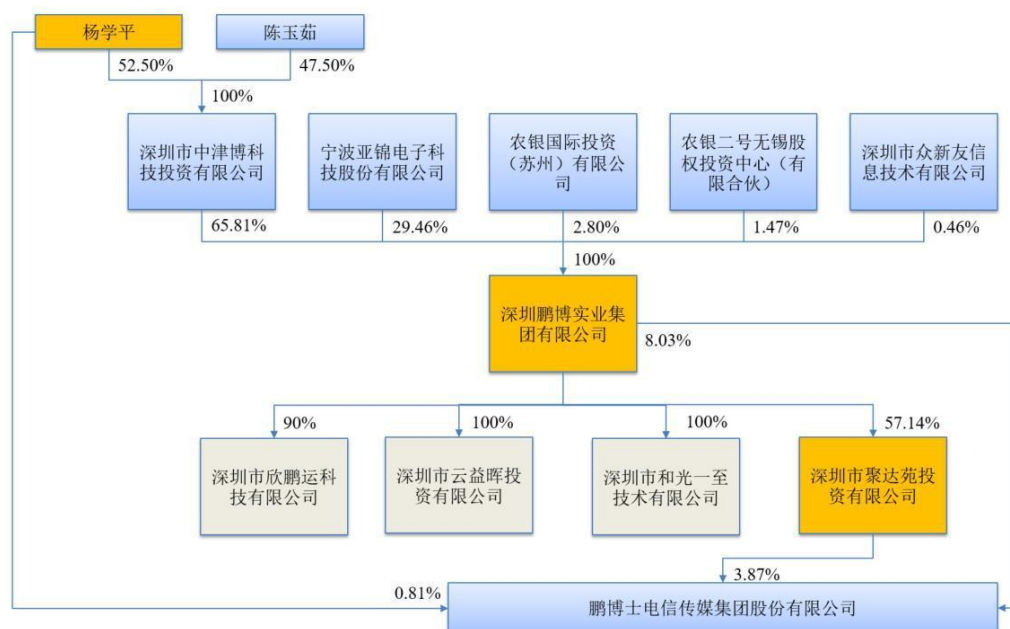 杨学平
陈玉茹
52.50%
47.50%
100%
深圳市中津博科
技投资有限公司
宁波亚锦电子科
技股份有限公司
农银国际投资
（苏州）有限公
司
农银二号无锡股
权投资中心（有
限合伙）
深圳市众新友信
息技术有限公司
65.81%
29.46%
2.80%
1.47%
0.46%
100%
深圳鹏博实业集
团有限公司
8.03%
90%
100%
100%
57.14%
深圳市欣鹏运科
技有限公司
深圳市云益晖投
资有限公司
深圳市和光一至
技术有限公司
深圳市聚达苑投
资有限公司
3.87%
0.81%
鹏博士电信传媒集团股份有限公司